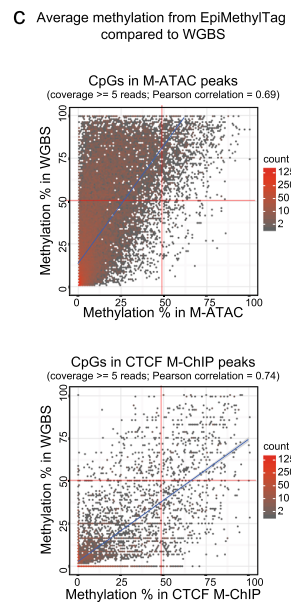 C Average methylation from EpiMethylTag
compared to WGBS
CpGs in M-ATAC peaks
(coverage >= 5 reads; Pearson correlation = 0.69)
Methylation % in WGBS
100
75
50
25
0
0 25 50 75 100
Methylation % in M-ATAC
count
250
50
10
2
CpGs in CTCF M-ChIP peaks
(coverage >= 5 reads; Pearson correlation = 0.74)
Methylation % in WGBS
100
75
50
25
0
0 25 50 75 100
Methylation % in CTCF M-ChIP
count
250
50
10
2